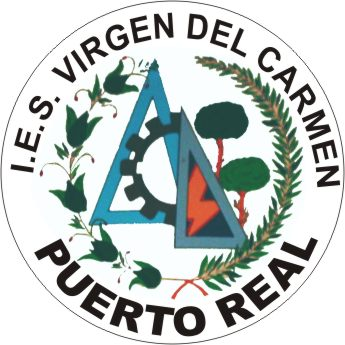 I.E.S. VIRGEN DEL CARMEN
PUERTO REAL